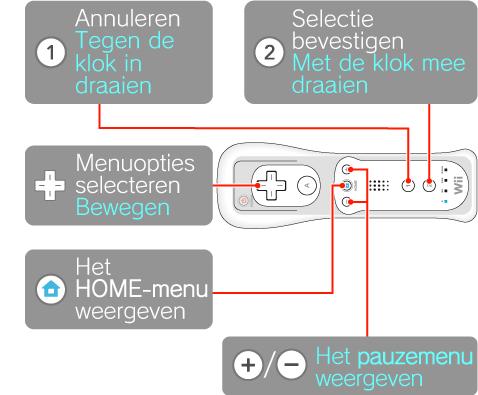 1 Annuleren
Tegen de
klok in
draaien
2 Selectie
bevestigen
Met de klok mee
draaien
Menuopties
selecteren
Bewegen
A
Wii
Het
HOME-menu
weergeven
+/− Het pauzemenu
weergeven